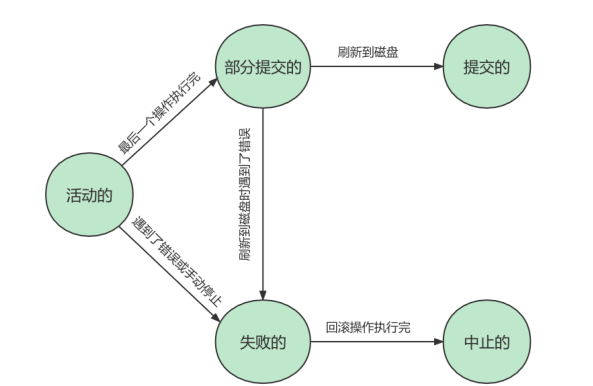 部分提交的
刷新到磁盘
提交的
最后一个操作执行完
刷新到磁盘时遇到了错误
活动的
遇到了错误或手动停止
失败的
回滚操作执行完
中止的